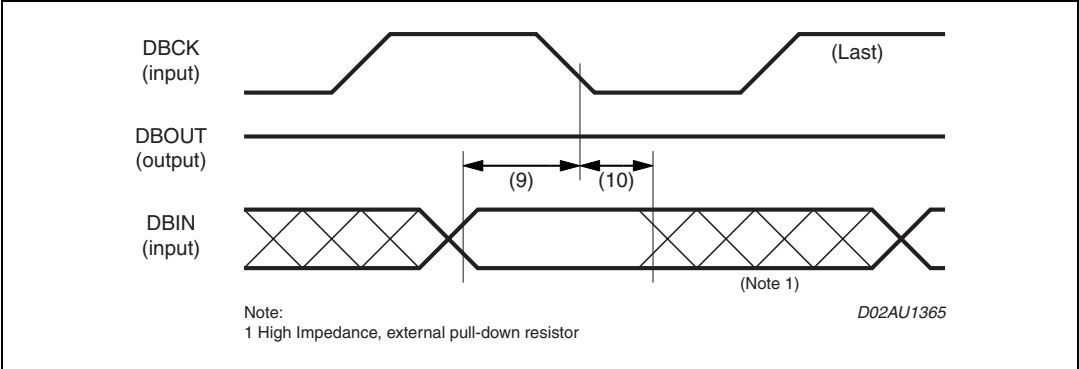 DBCK
(input)
(Last)
DBOUT
(output)
(9)
(10)
DBIN
(input)
(Note 1)
Note:
D02AU1365
1 High Impedance, external pull-down resistor